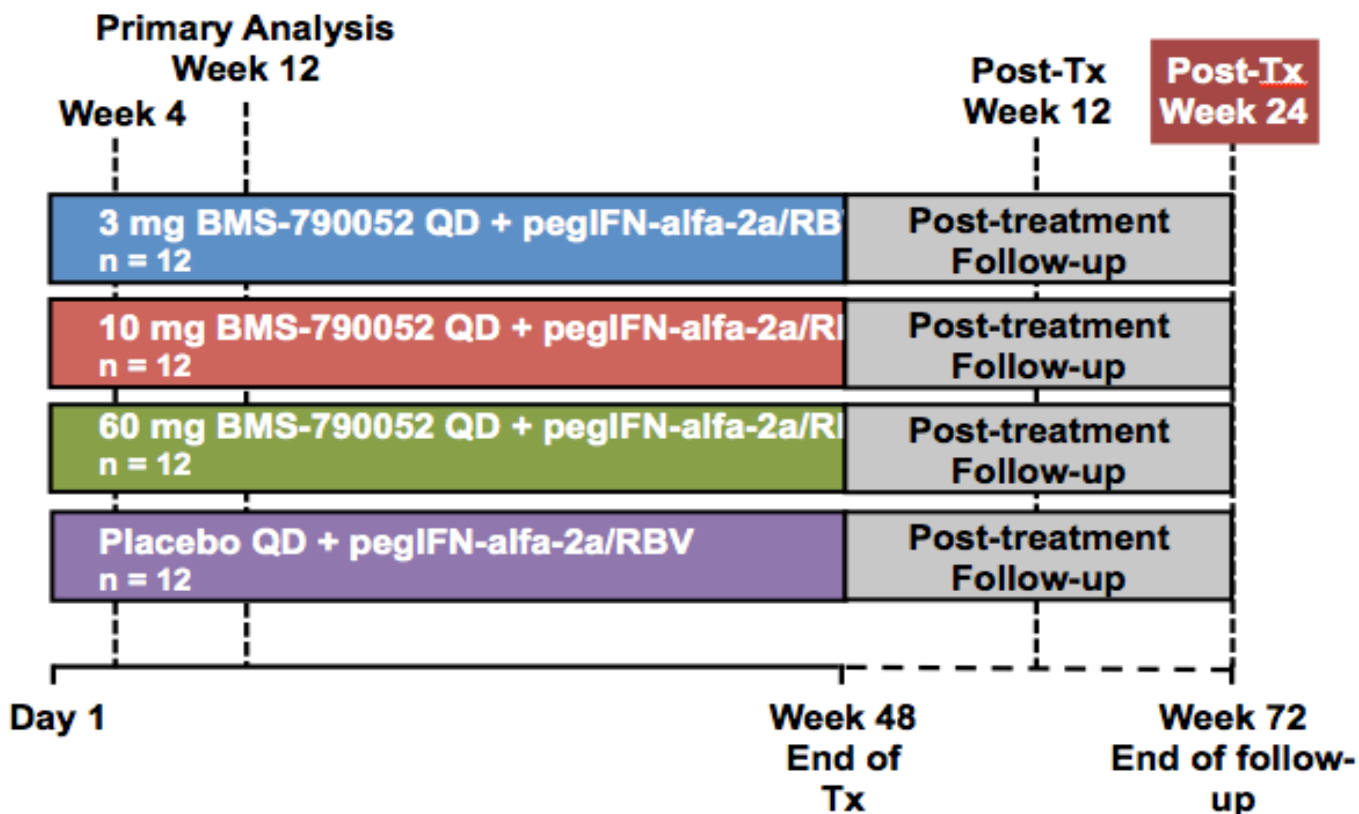 Primary Analysis
Week 12
Week 4
Post-Tx
Week 12
Post-Tx
Week 24
3 mg BMS-790052 QD + pegIFN-alfa-2a/RB
n = 12
Post-treatment
Follow-up
10 mg BMS-790052 QD + pegIFN-alfa-2a/R
n = 12
Post-treatment
Follow-up
60 mg BMS-790052 QD + pegIFN-alfa-2a/R
n = 12
Post-treatment
Follow-up
Placebo QD + pegIFN-alfa-2a/RBV
n = 12
Post-treatment
Follow-up
Day 1
Week 48
End of
Tx
Week 72
End of follow-
up